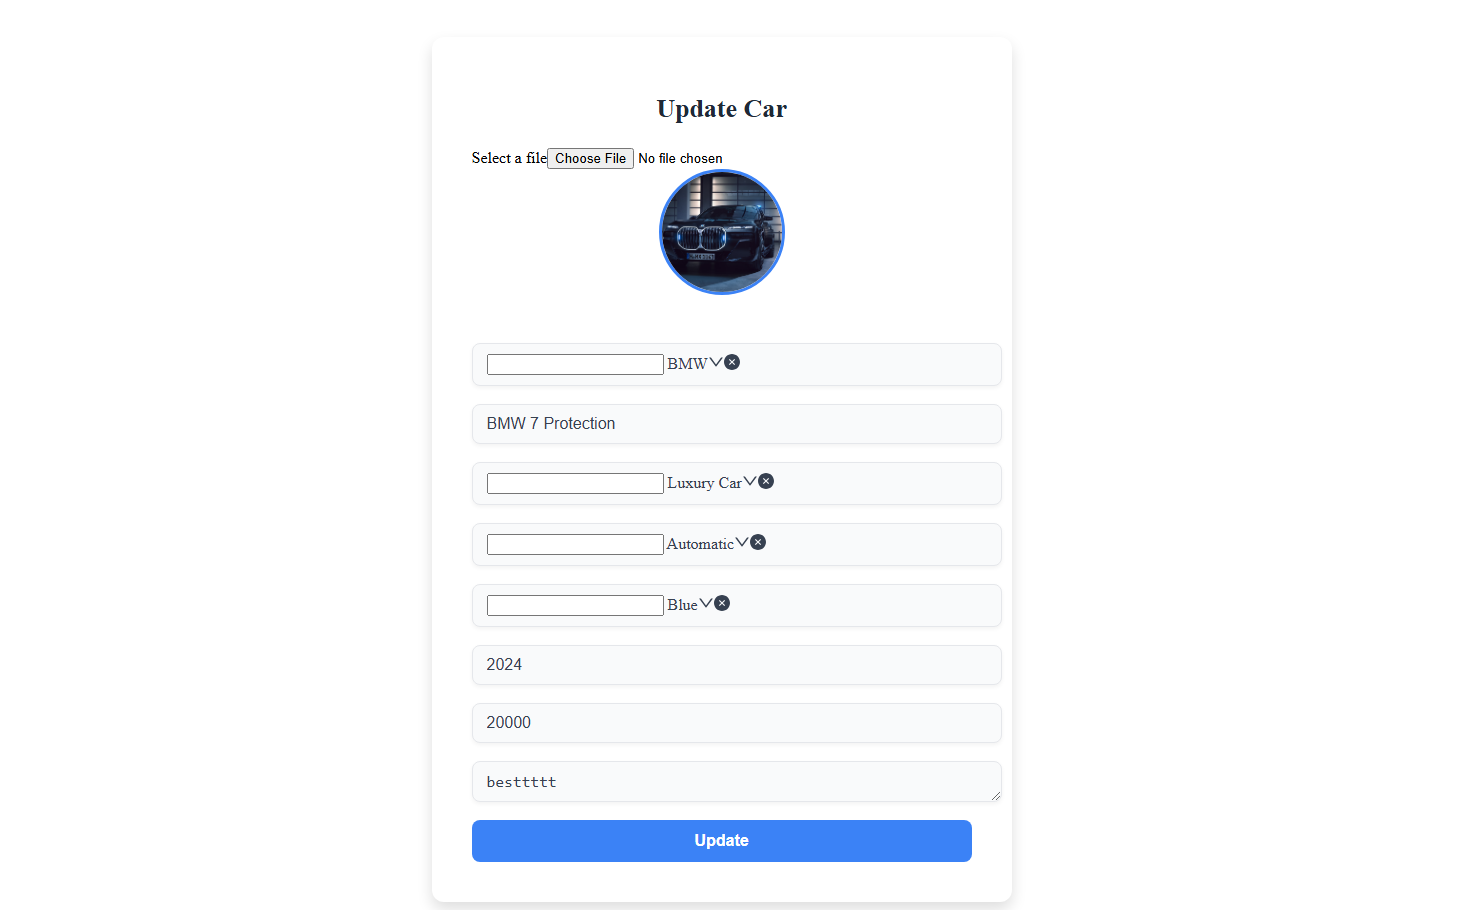 Update Car
Select a file Choose File No file chosen
BMW
BMW 7 Protection
Luxury Car
Automatic
Blue
2024
20000
besttttt
Update